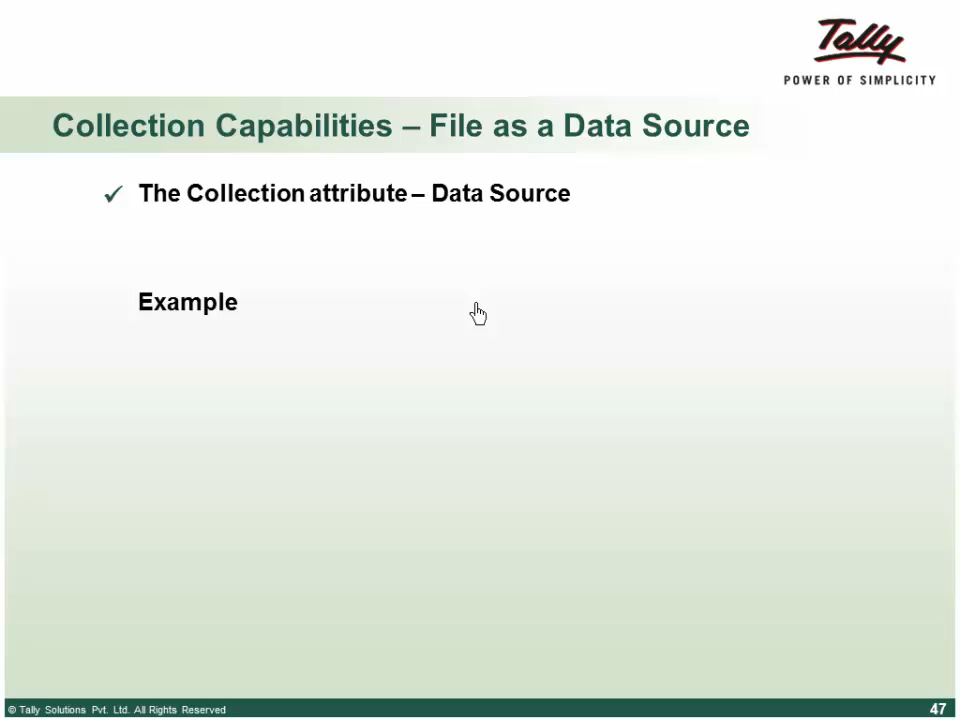 Tally
POWER OF SIMPLICITY
Collection Capabilities – File as a Data Source
The Collection attribute – Data Source
Example
© Tally Solutions Pvt. Ltd. All Rights Reserved
47